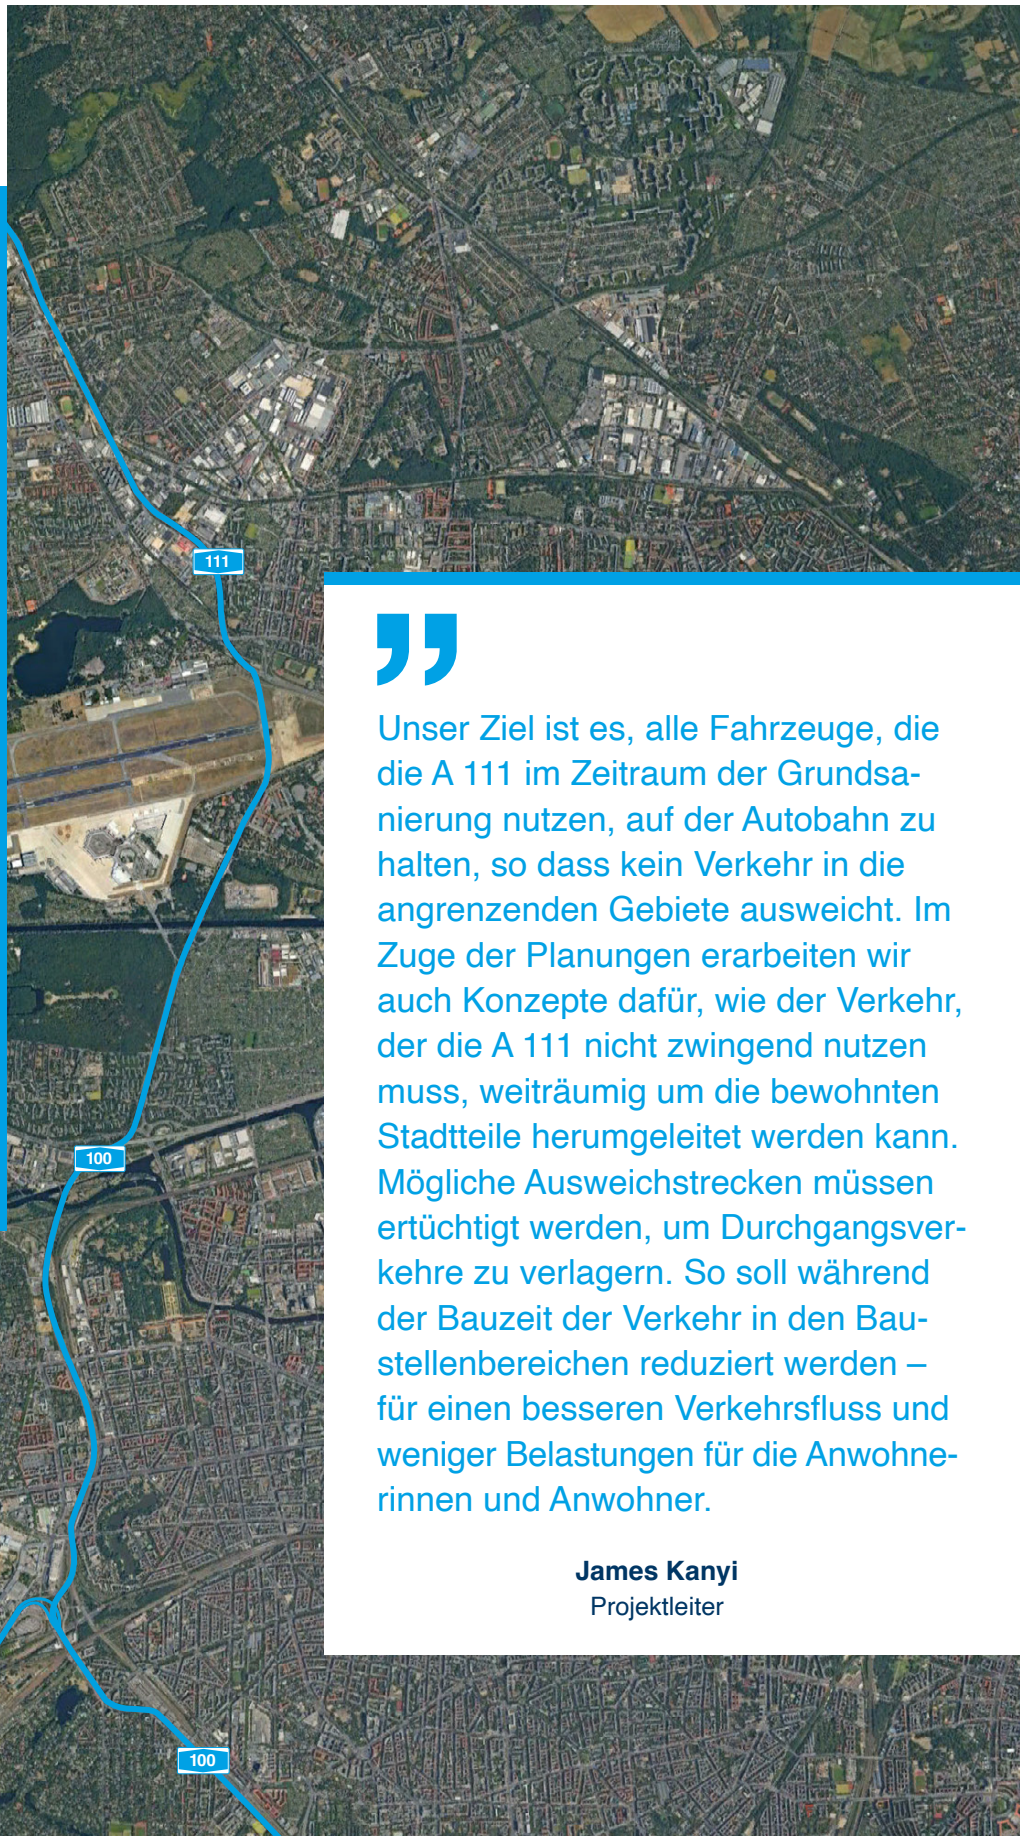 111
”
Unser Ziel ist es, alle Fahrzeuge, die
die A 111 im Zeitraum der Grundsa-
nierung nutzen, auf der Autobahn zu
halten, so dass kein Verkehr in die
angrenzenden Gebiete ausweicht. Im
Zuge der Planungen erarbeiten wir
auch Konzepte dafür, wie der Verkehr,
der die A 111 nicht zwingend nutzen
muss, weiträumig um die bewohnten
Stadtteile herumgeleitet werden kann.
Mögliche Ausweichstrecken müssen
ertüchtigt werden, um Durchgangsver-
kehre zu verlagern. So soll während
der Bauzeit der Verkehr in den Bau-
stellenbereichen reduziert werden –
für einen besseren Verkehrsfluss und
weniger Belastungen für die Anwohne-
rinnen und Anwohner.
James Kanyi
Projektleiter
100
100